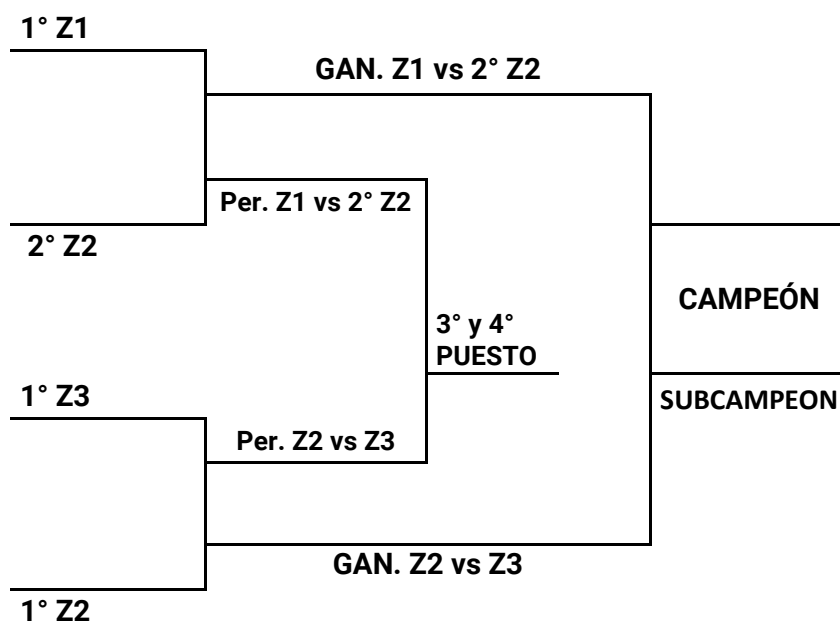 1° Z1
GAN. Z1 vs 2° Z2
Per. Z1 vs 2° Z2
2° Z2
CAMPEÓN
3° y 4°
PUESTO
1° Z3
SUBCAMPEON
Per. Z2 vs Z3
GAN. Z2 vs Z3
1° Z2